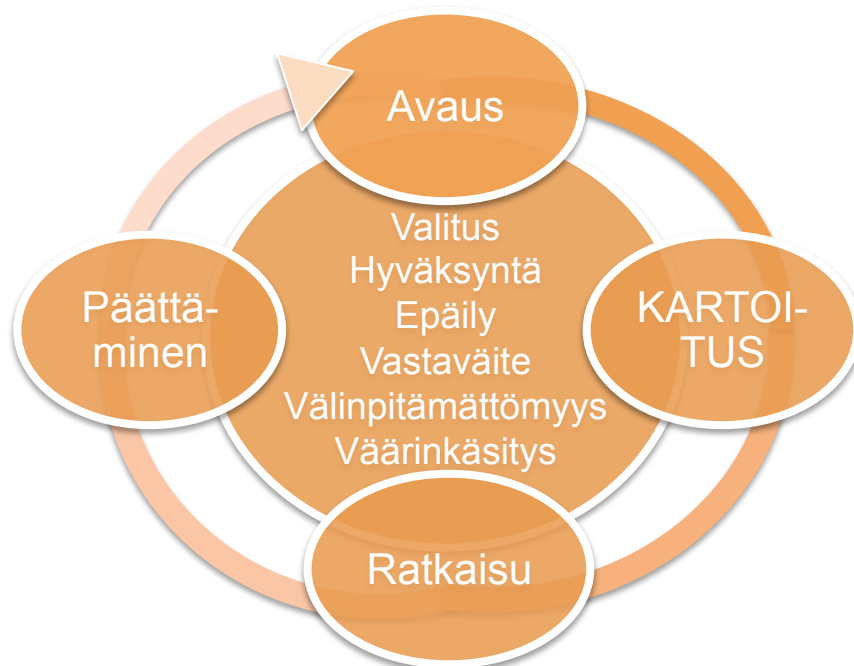 Avaus
Valitus
Hyväksyntä
Epäily
Vastaväite
Välinpitämättömyys
Väärinkäsitys
Päättä-
minen
KARTOI-
TUS
Ratkaisu